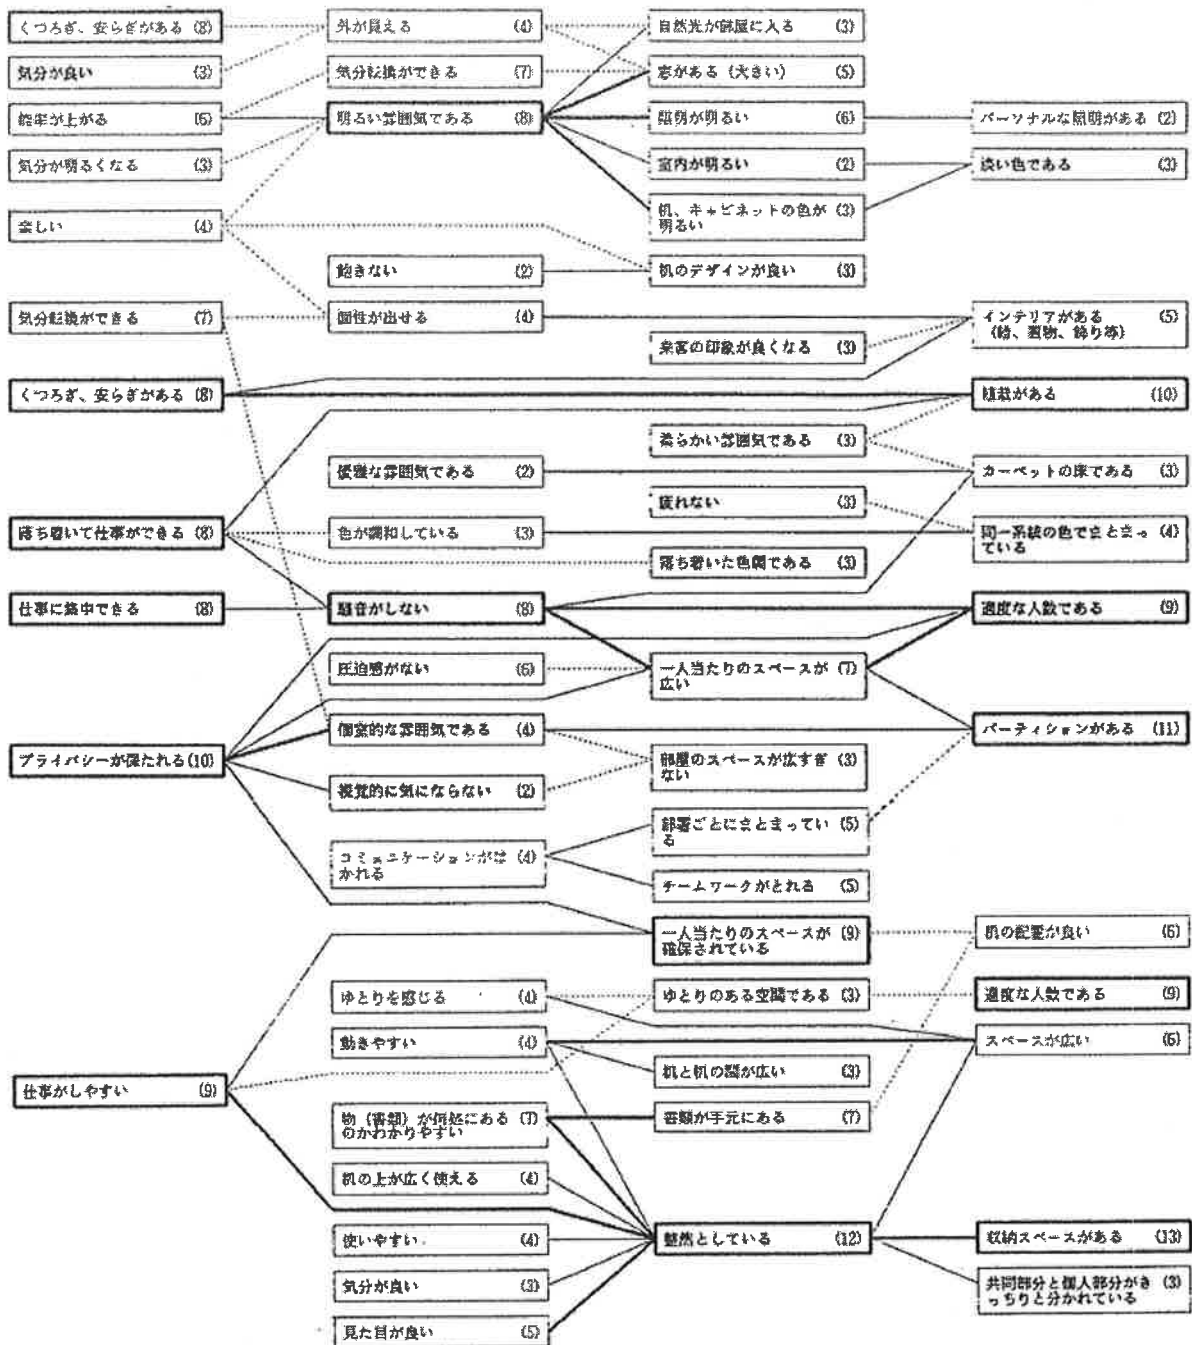 くつろぎ、安らぎがある (8)
外が見える (4)
自然光が部屋に入る (3)
気分が良い (3)
気分転換ができる (7)
窓がある(大きい) (5)
能率が上がる (6)
明るい雰囲気である (8)
照明が明るい (6)
パーソナルな照明がある (2)
気分が明るくなる (3)
室内が明るい (2)
淡い色である (3)
楽しい (4)
机、キャビネットの色が (3)
明るい
飽きない (2)
机のデザインが良い (3)
気分転換ができる (7)
個性が出せる (4)
インテリアがある (5)
(絵、置物、飾り等)
来客の印象が良くなる (3)
くつろぎ、安らぎがある (8)
植栽がある (10)
柔らかい雰囲気である (3)
優雅な雰囲気である (2)
カーペットの床である (3)
疲れない (3)
落ち着いて仕事ができる (8)
色が調和している (3)
同一系統の色でまとまっ (4)
ている
落ち着いた色調である (3)
仕事に集中できる (8)
騒音がしない (8)
適度な人数である (9)
圧迫感がない (6)
一人当たりのスペースが (7)
広い
個室的な雰囲気である (4)
パーティションがある (11)
プライバシーが保たれる (10)
部屋のスペースが広すぎ (3)
ない
視覚的に気にならない (2)
部署ごとにまとまってい (5)
る
コミュニケーションがは (4)
かれる
チームワークがとれる (5)
一人当たりのスペースが (9)
確保されている
机の配置が良い (6)
ゆとりを感じる (4)
ゆとりのある空間である (3)
適度な人数である (9)
動きやすい (4)
スペースが広い (6)
机と机の間が広い (3)
仕事がしやすい (9)
物(書類)が何処にある
のかわかりやすい
書類が手元にある (7)
机の上が広く使える (4)
使いやすい (4)
整然としている (12)
収納スペースがある (13)
気分が良い (3)
共同部分と個人部分がき (3)
っちりと分かれている
見た目が良い (5)